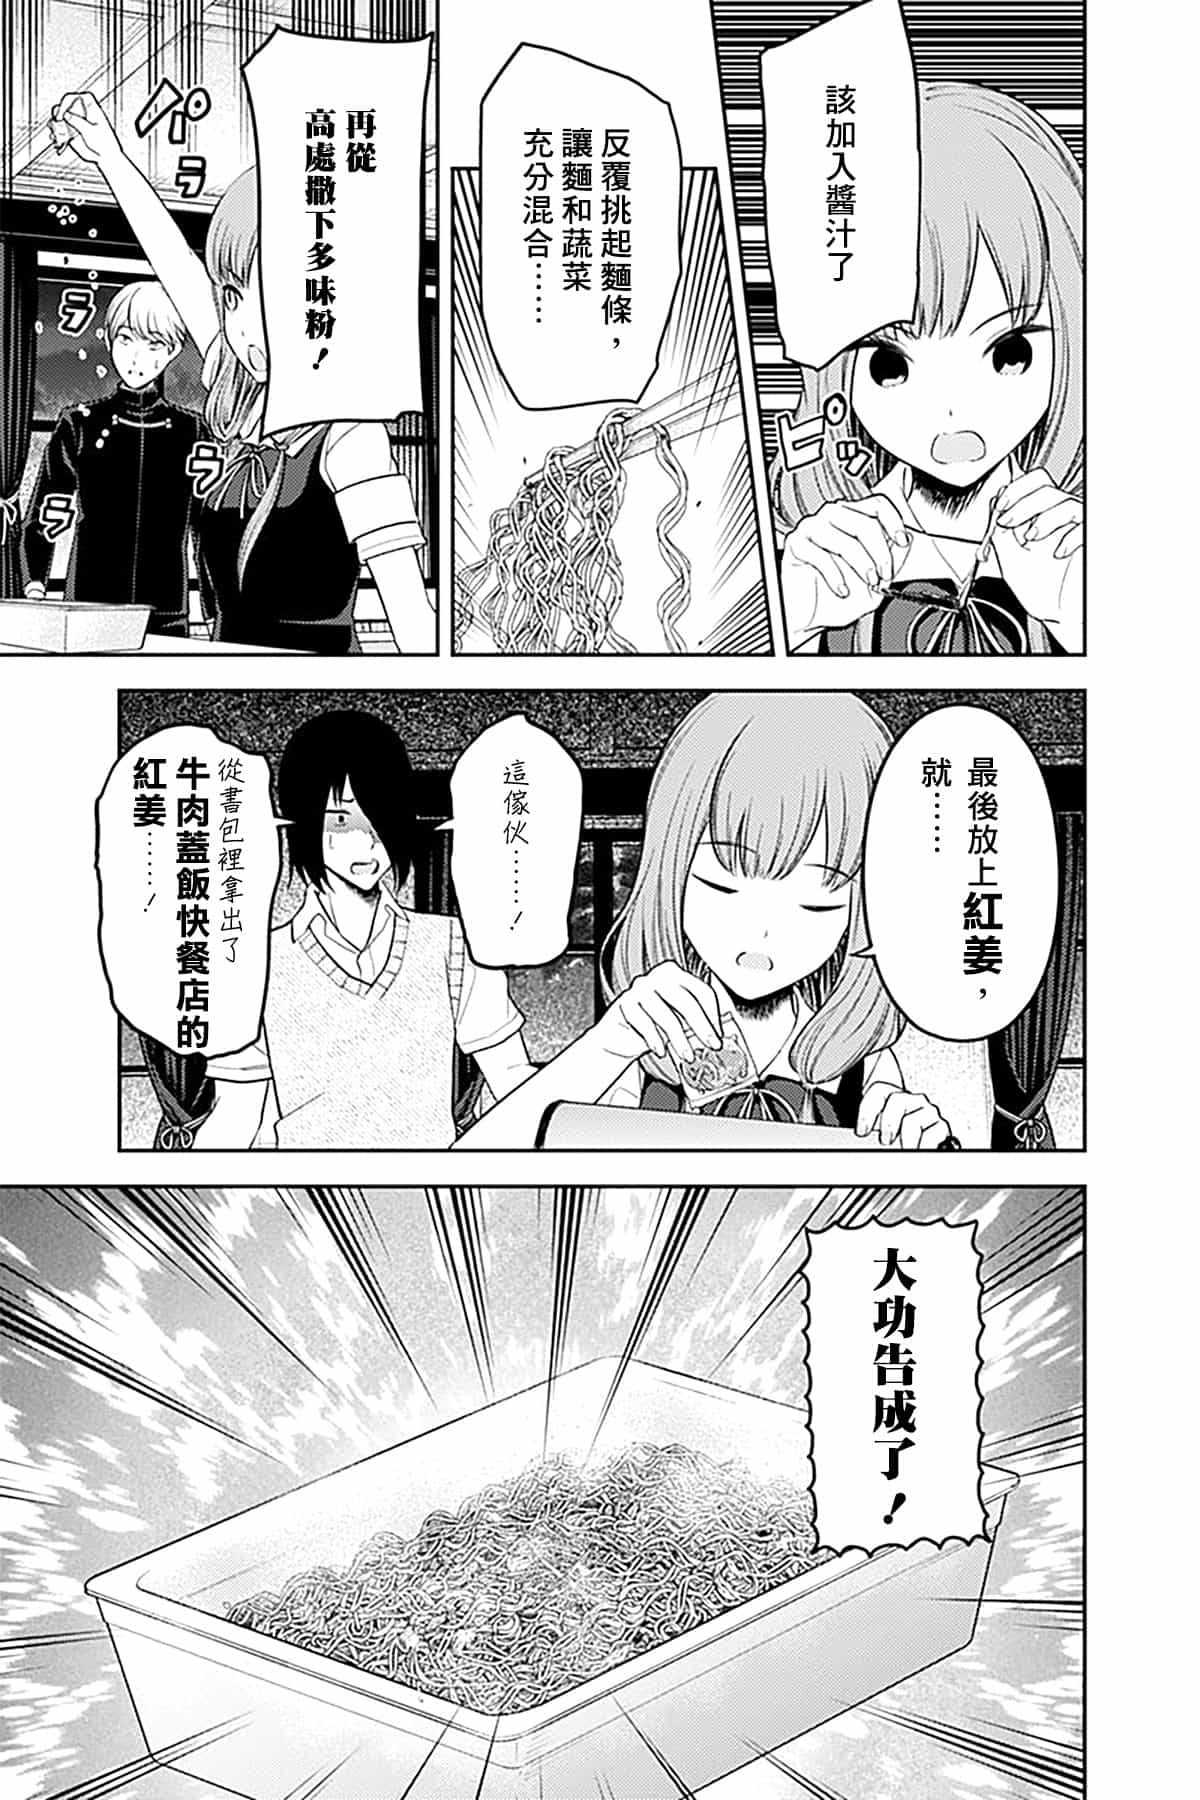 該加入醬汁了
ピッ
反覆挑起麵條，
讓麵和蔬菜
充分混合……
再從
高處撒下多味粉！
パラ
ラ
ラ
ラ
最後放上紅姜，
就……
這傢伙……！
從書包裡拿出了
牛肉蓋飯快餐店的
紅姜……！
大功告成了！